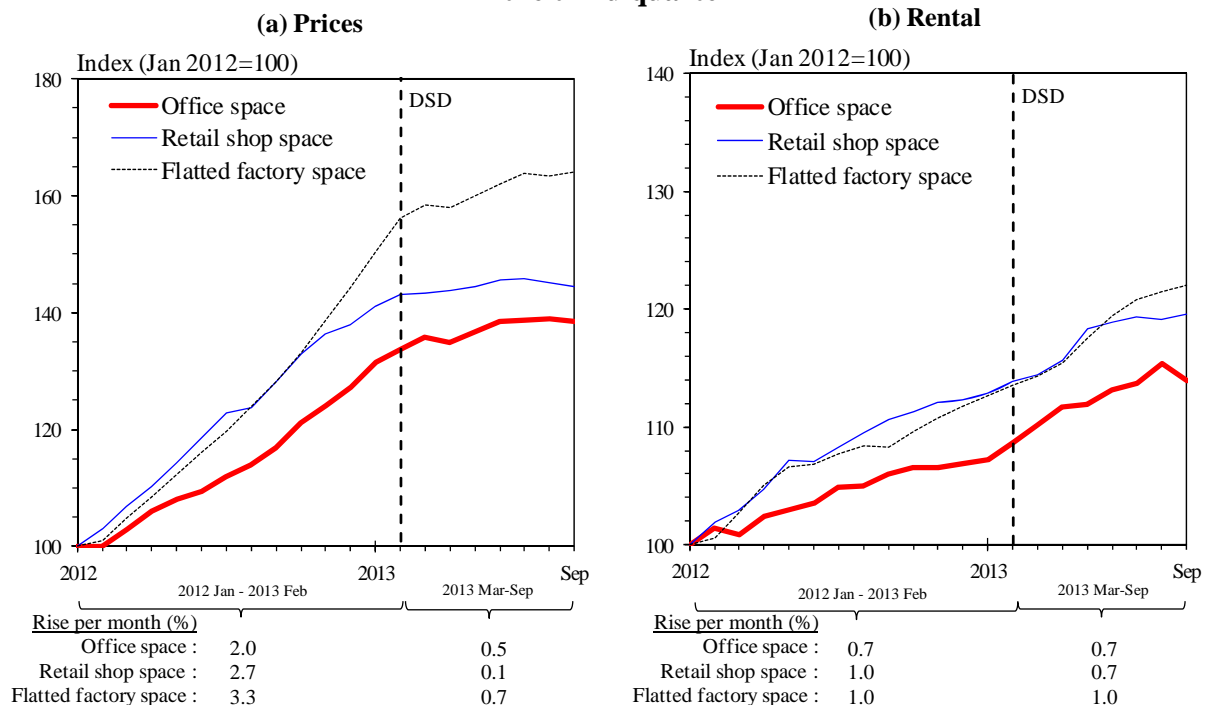 (a) Prices
Index (Jan 2012=100)
180
160
140
120
100
Office space
Retail shop space
Flatted factory space
DSD
2012
2013
Sep
2012 Jan - 2013 Feb
2013 Mar-Sep
Rise per month (%)
Office space : 2.0 0.5
Retail shop space : 2.7 0.1
Flatted factory space : 3.3 0.7
(b) Rental
Index (Jan 2012=100)
140
130
120
110
100
Office space
Retail shop space
Flatted factory space
DSD
2012
2013
Sep
2012 Jan - 2013 Feb
2013 Mar-Sep
Rise per month (%)
Office space : 0.7 0.7
Retail shop space : 1.0 0.7
Flatted factory space : 1.0 1.0